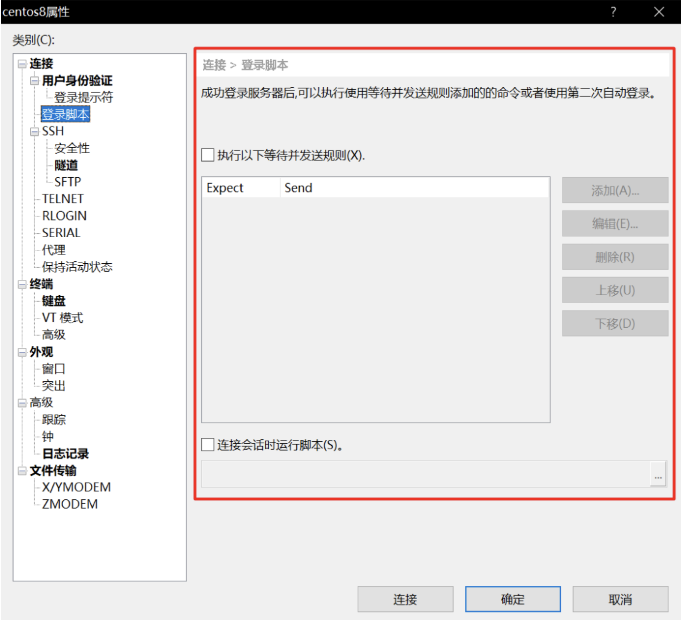 centos8属性
? ×
类别(C):
连接
用户身份验证
登录提示符
登录脚本
SSH
安全性
隧道
SFTP
TELNET
RLOGIN
SERIAL
代理
保持活动状态
终端
键盘
VT 模式
高级
外观
窗口
突出
高级
跟踪
钟
日志记录
文件传输
X/YMODEM
ZMODEM
连接 > 登录脚本
成功登录服务器后,可以执行使用等待并发送规则添加的的命令或者使用第二次自动登录。
执行以下等待并发送规则(X).
Expect Send
添加(A)...
编辑(E)...
删除(R)
上移(U)
下移(D)
连接会话时运行脚本(S)。
...
连接 确定 取消